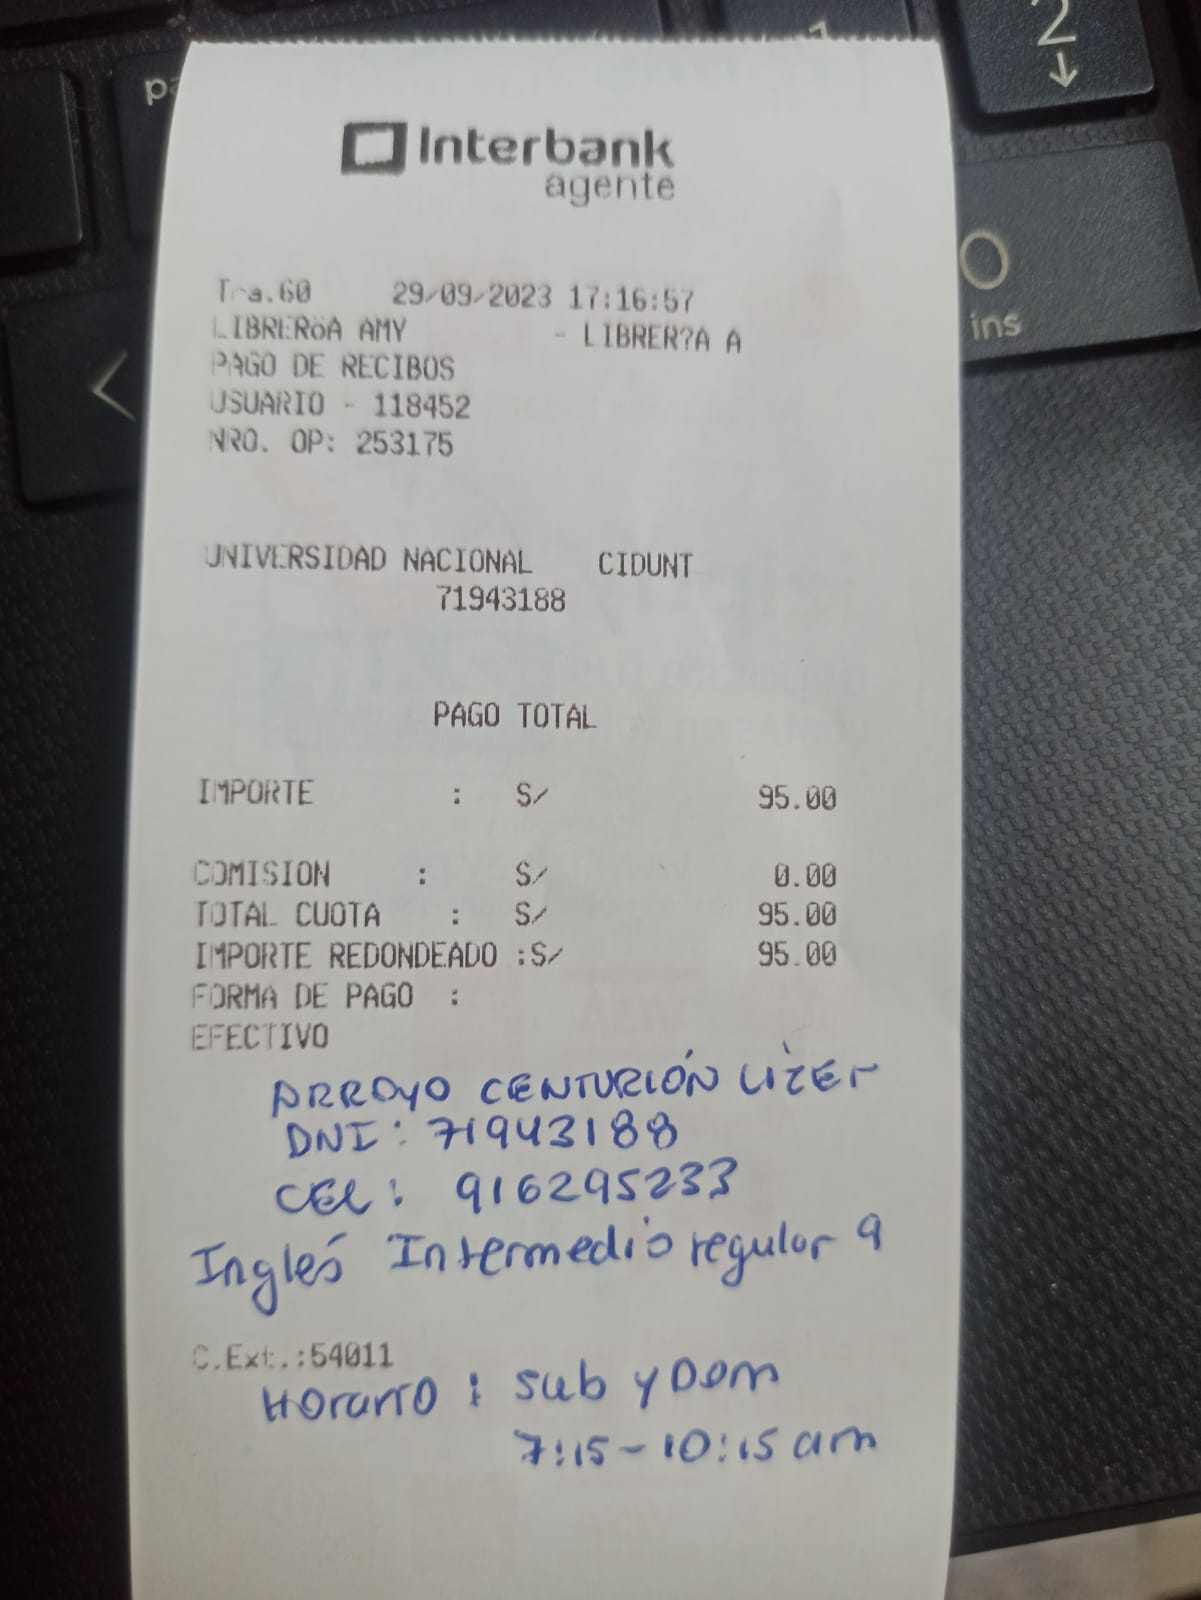 Interbank
agente
Tra.60 29/09/2023 17:16:57
LIBRERöA AMY - LIBRER?A A
PAGO DE RECIBOS
USUARIO - 118452
NRO. OP: 253175
UNIVERSIDAD NACIONAL CIDUNT
71943188
PAGO TOTAL
IMPORTE : S/ 95.00
COMISION : S/ 0.00
TOTAL CUOTA : S/ 95.00
IMPORTE REDONDEADO :S/ 95.00
FORMA DE PAGO :
EFECTIVO
ARROYO CENTURIÓN
DNI: 71943188
CEL: 916295233
Inglés Intermedio regular 9
C.Ext.:54011
Horario : sab y Dom
7:15-10:15 am
2
↓
0
ins
<